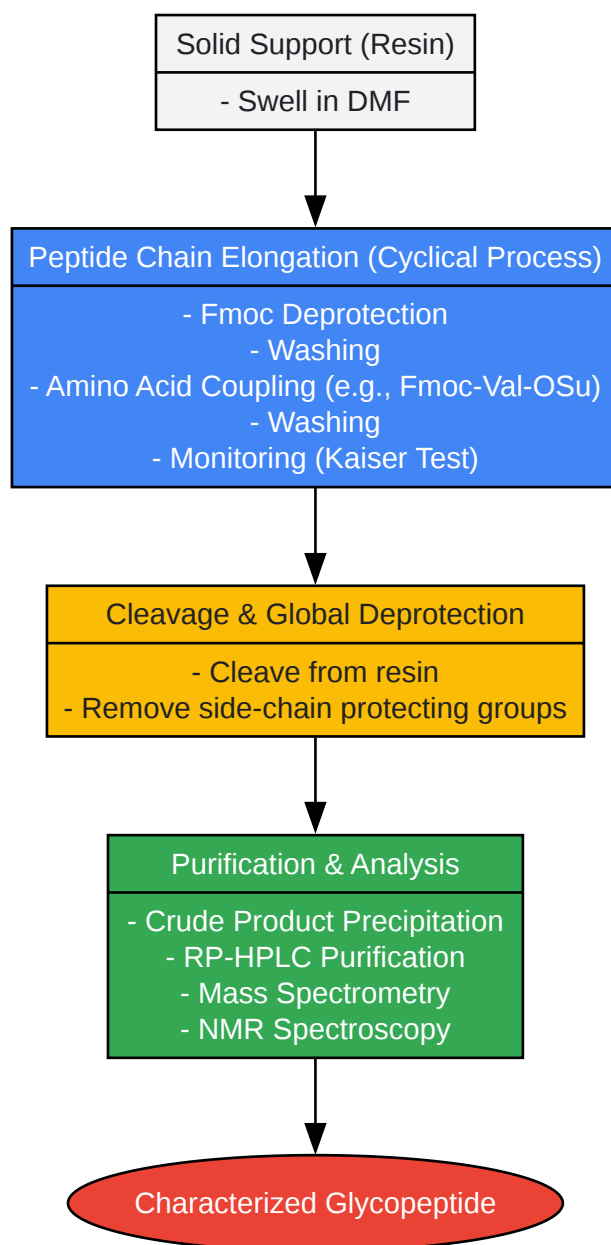 Solid Support (Resin)
- Swell in DMF
Peptide Chain Elongation (Cyclical Process)
- Fmoc Deprotection
- Washing
- Amino Acid Coupling (e.g., Fmoc-Val-OSu)
- Washing
- Monitoring (Kaiser Test)
Cleavage & Global Deprotection
- Cleave from resin
- Remove side-chain protecting groups
Purification & Analysis
- Crude Product Precipitation
- RP-HPLC Purification
- Mass Spectrometry
- NMR Spectroscopy
Characterized Glycopeptide